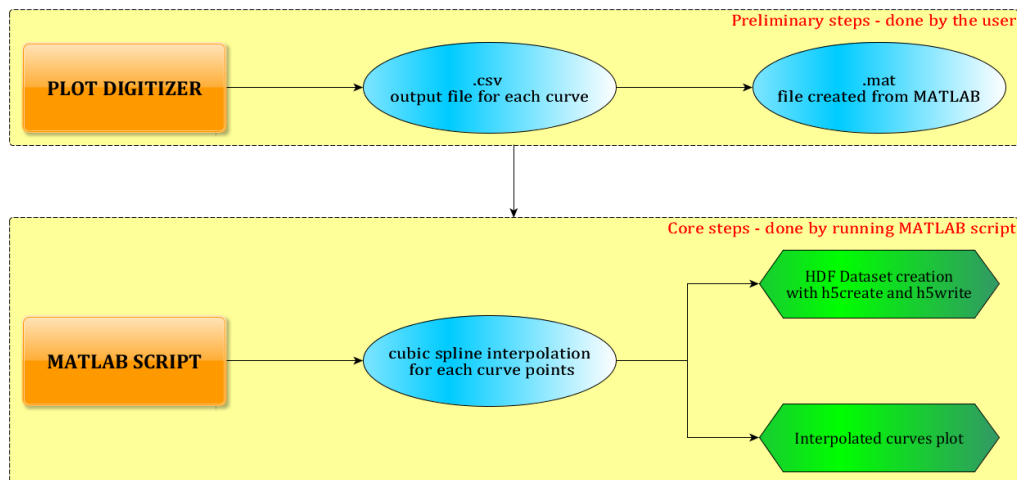 Preliminary steps - done by the user
PLOT DIGITIZER
.csv
output file for each curve
.mat
file created from MATLAB
Core steps - done by running MATLAB script
HDF Dataset creation
with h5create and h5write
MATLAB SCRIPT
cubic spline interpolation
for each curve points
Interpolated curves plot